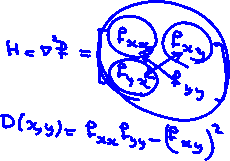 H = ∇²f = [f_xx f_xy
f_yx f_yy]
D(x,y) = f_xx f_yy - (f_xy)²